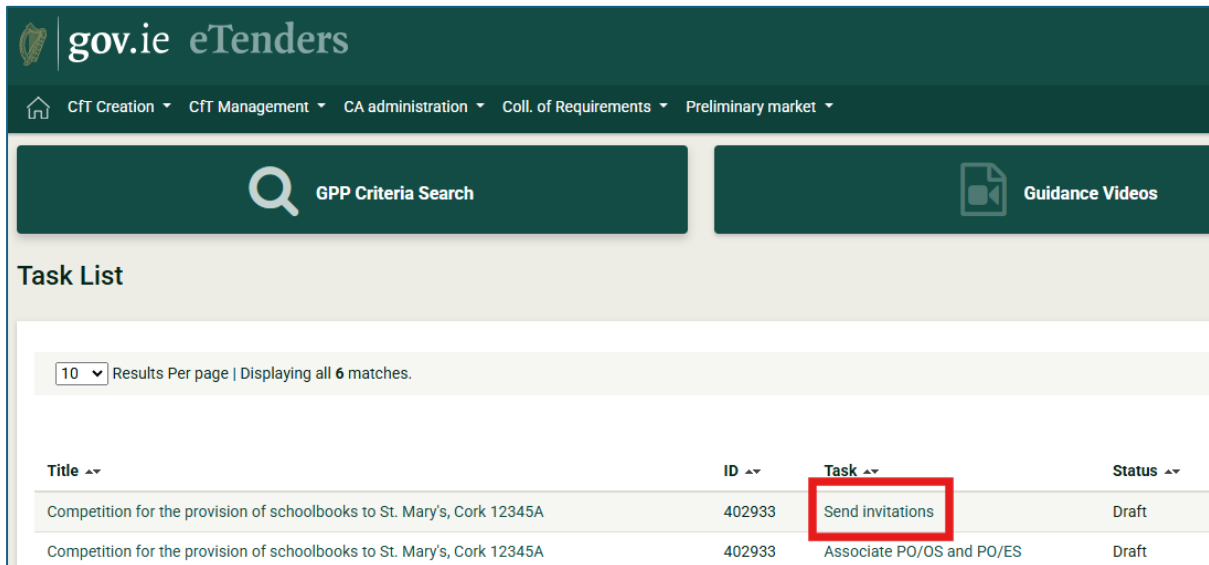 gov.ie eTenders
CfT Creation CfT Management CA administration Coll. of Requirements Preliminary market
GPP Criteria Search Guidance Videos
Task List
10 Results Per page | Displaying all 6 matches.
Title ID Task Status
Competition for the provision of schoolbooks to St. Mary's, Cork 12345A 402933 Send invitations Draft
Competition for the provision of schoolbooks to St. Mary's, Cork 12345A 402933 Associate PO/OS and PO/ES Draft